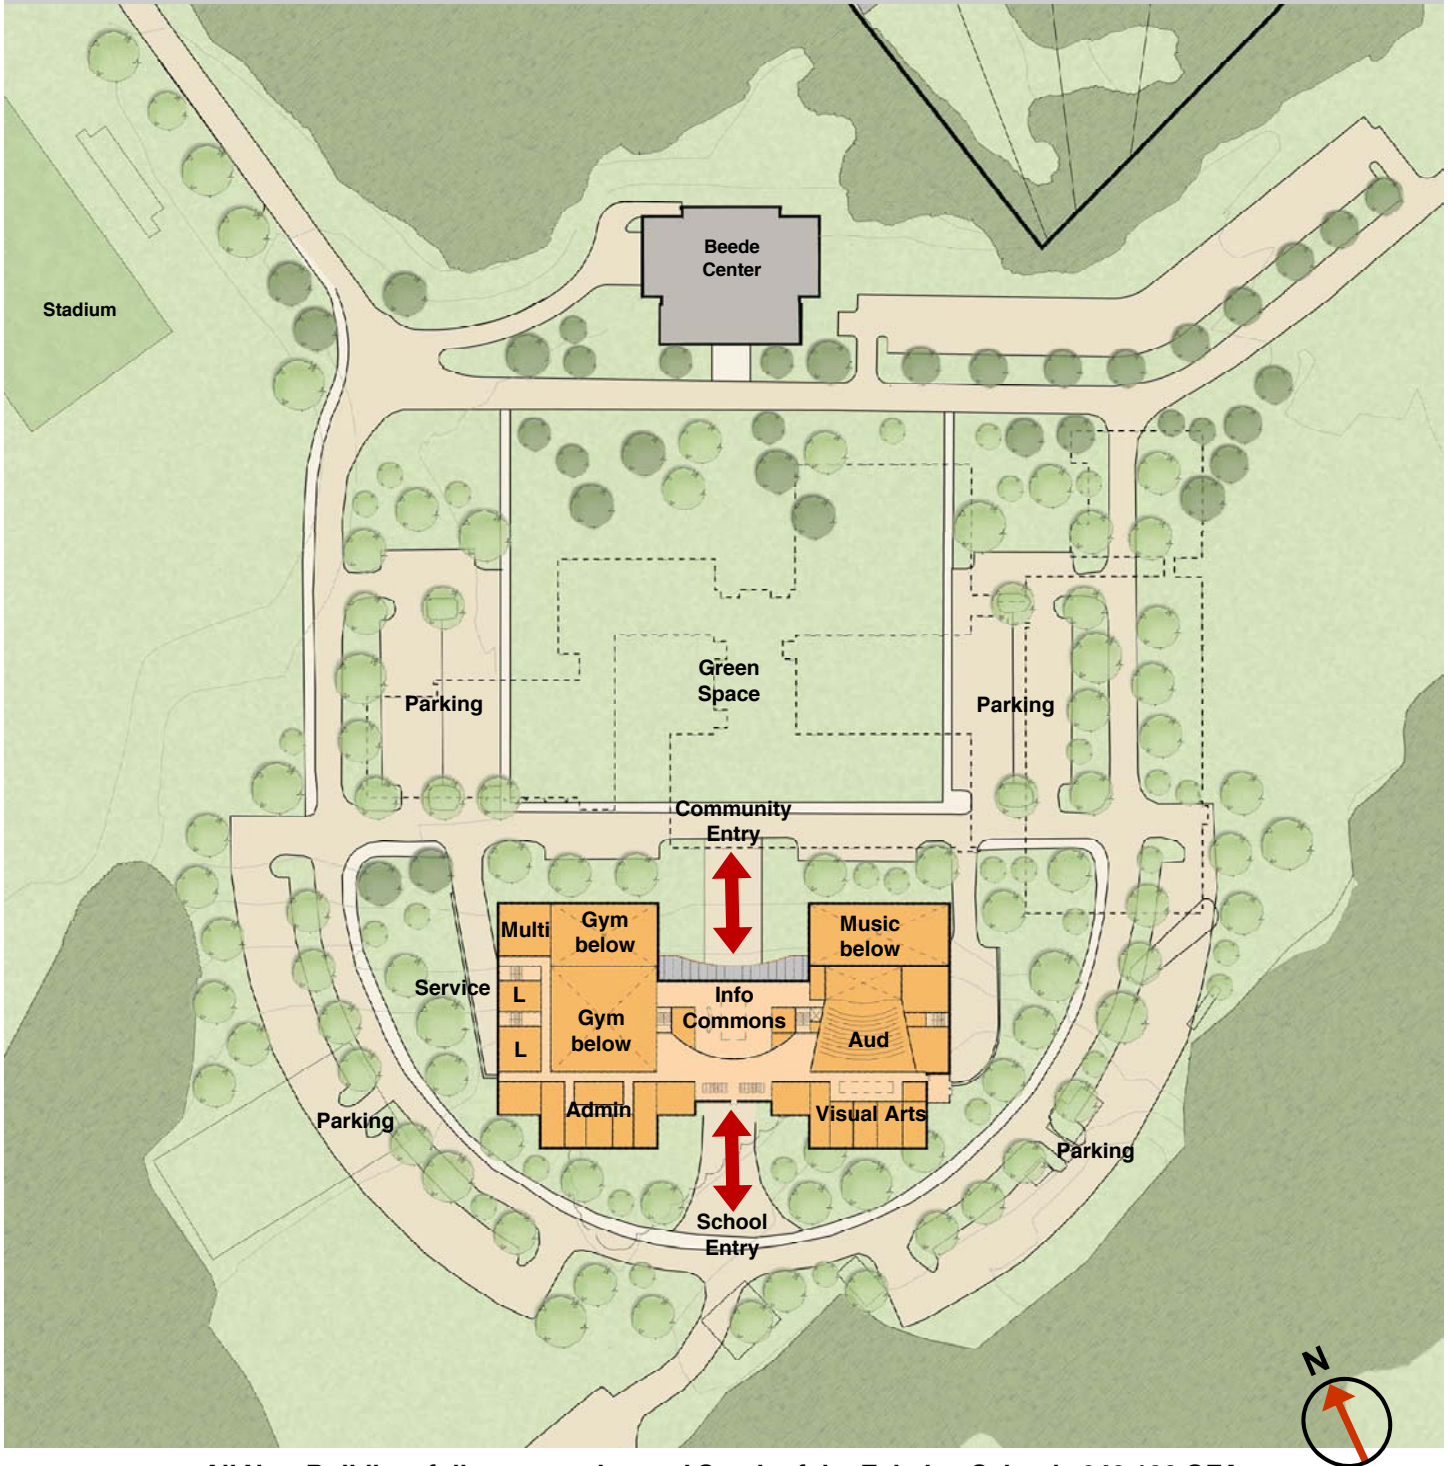 Beede
Center
Stadium
Green
Space
Parking
Parking
Community
Entry
Multi
Gym
below
Music
below
Service
L
Info
Commons
Gym
below
L
Aud
Admin
Visual Arts
Parking
Parking
School
Entry
N